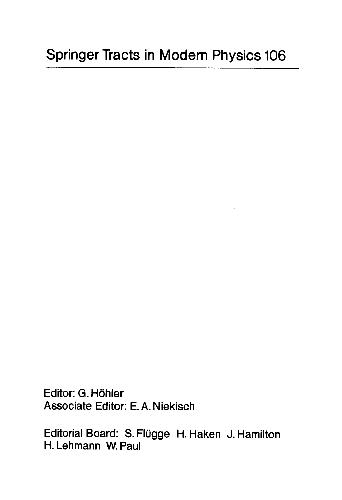 Springer Tracts in Modern Physics 106
Editor: G. Höhler
Associate Editor: E. A. Niekisch
Editorial Board: S. Flügge H. Haken J. Hamilton
H. Lehmann W. Paul